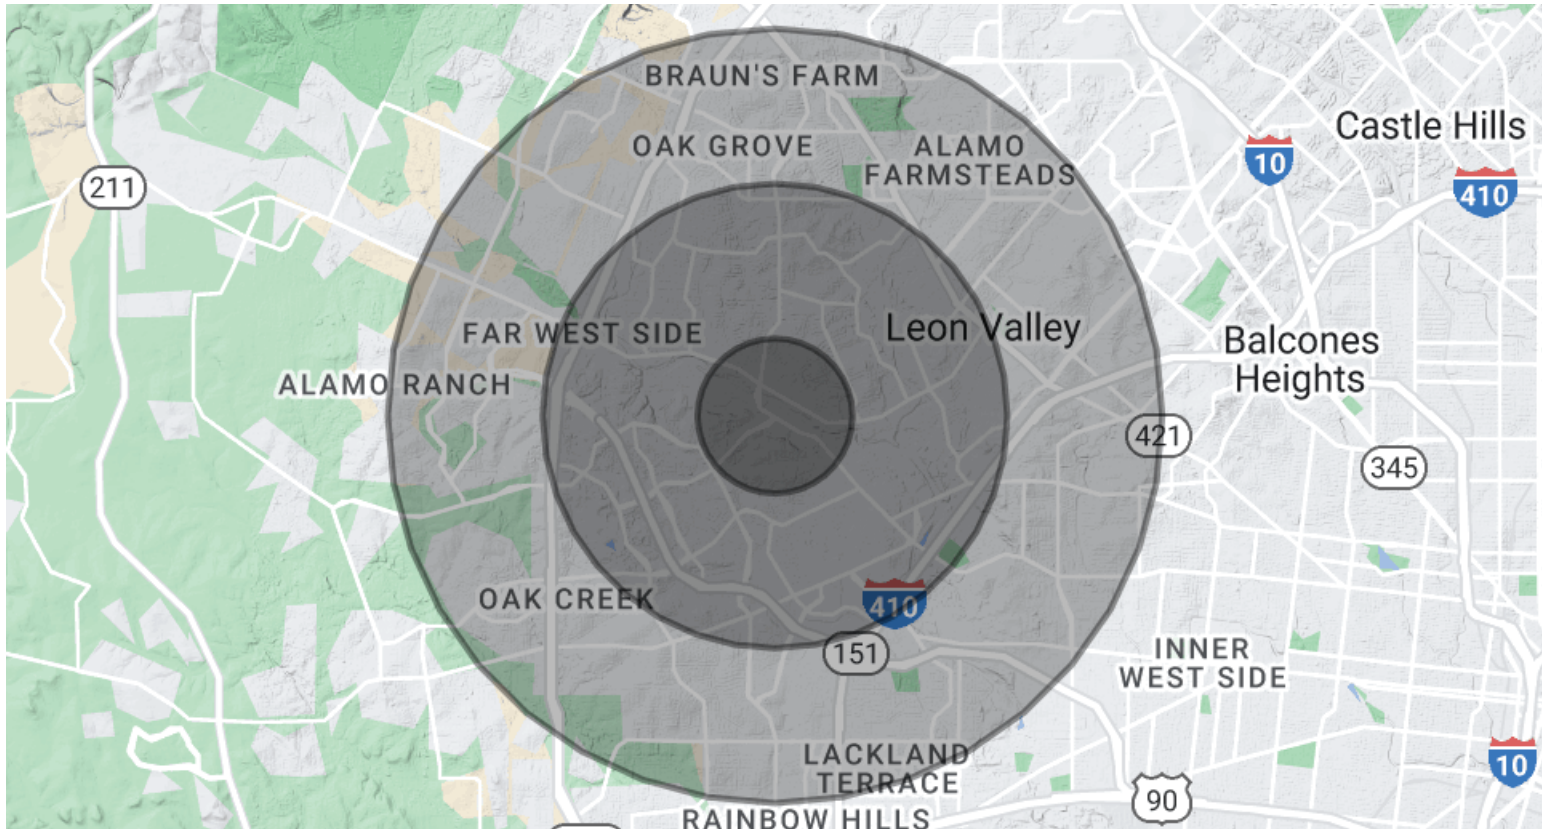 BRAUN'S FARM
OAK GROVE
ALAMO
FARMSTEADS
Castle Hills
10
410
211
FAR WEST SIDE
Leon Valley
Balcones
Heights
ALAMO RANCH
421
345
OAK CREEK
410
151
INNER
WEST SIDE
LACKLAND
TERRACE
10
90
RAINBOW HILLS